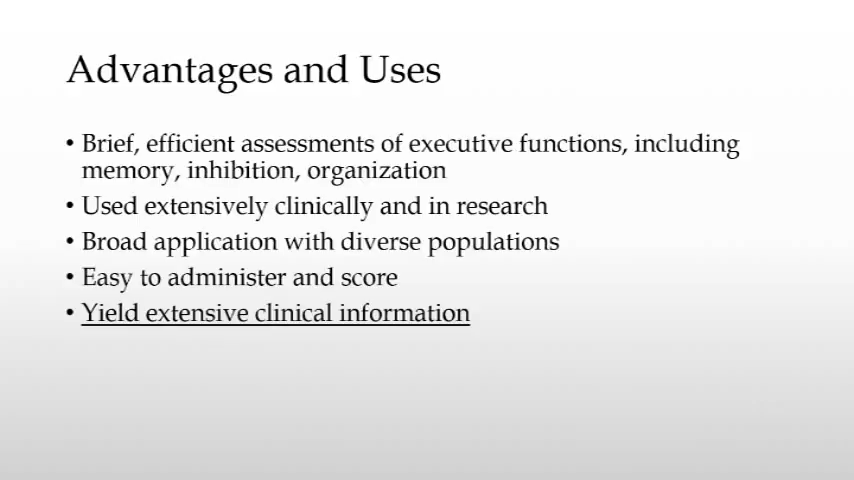 Advantages and Uses
• Brief, efficient assessments of executive functions, including
memory, inhibition, organization
• Used extensively clinically and in research
• Broad application with diverse populations
• Easy to administer and score
• Yield extensive clinical information